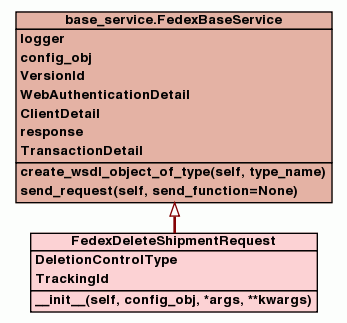 base_service.FedexBaseService
logger
config_obj
VersionId
WebAuthenticationDetail
ClientDetail
response
TransactionDetail
create_wsdl_object_of_type(self, type_name)
send_request(self, send_function=None)
FedexDeleteShipmentRequest
DeletionControlType
TrackingId
__init__(self, config_obj, *args, **kwargs)